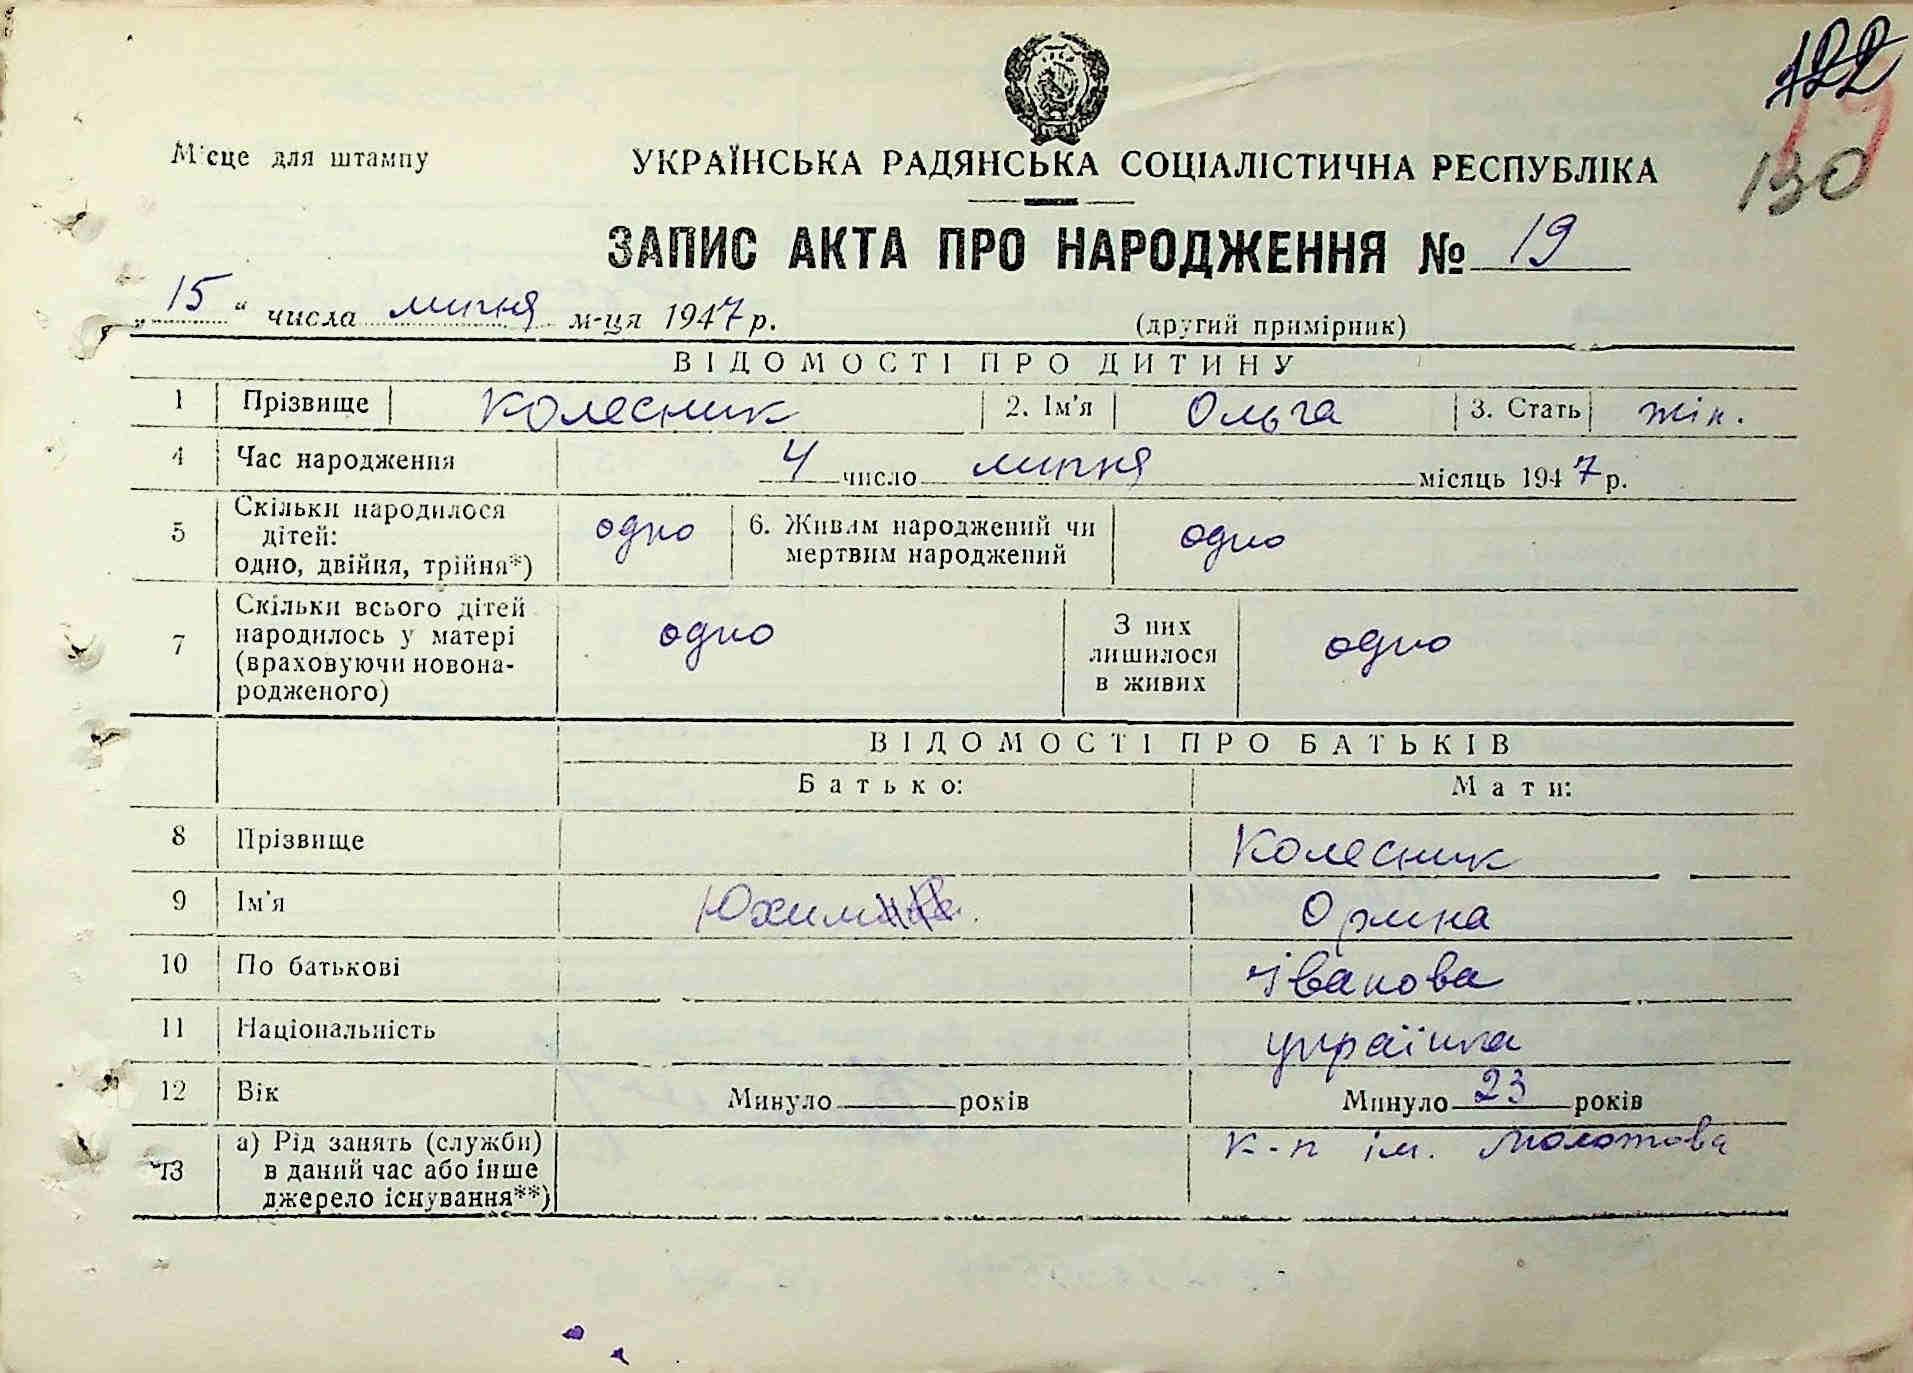 122
130
М'сце для штампу
УКРАЇНСЬКА РАДЯНСЬКА СОЦІАЛІСТИЧНА РЕСПУБЛІКА
ЗАПИС АКТА ПРО НАРОДЖЕННЯ № 19
„15“ числа липня м-ця 1947 р.
(другий примірник)
ВІДОМОСТІ ПРО ДИТИНУ
1 Прізвище Колесник 2. Ім'я Ольга 3. Стать жін.
4 Час народження 4 число липня місяць 1947 р.
5 Скільки народилося дітей: одно, двійня, трійня*) одно 6. Живим народжений чи мертвим народжений одно
7 Скільки всього дітей народилось у матері (враховуючи новонародженого) одно З них лишилося в живих одно
ВІДОМОСТІ ПРО БАТЬКІВ
Батько: Мати:
8 Прізвище Колесник
9 Ім'я Юхим Орина
10 По батькові Іванова
11 Національність українка
12 Вік Минуло років Минуло 23 років
13 а) Рід занять (служби) в даний час або інше джерело існування**) к-п ім. Молотова